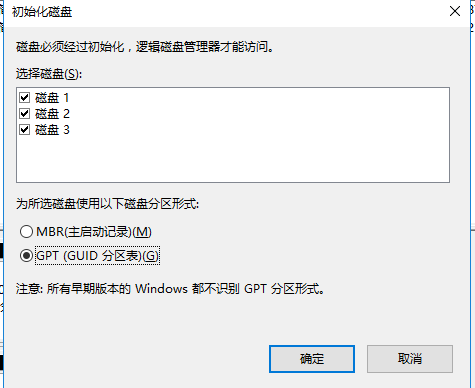 初始化磁盘
磁盘必须经过初始化，逻辑磁盘管理器才能访问。
选择磁盘(S):
磁盘 1
磁盘 2
磁盘 3
为所选磁盘使用以下磁盘分区形式:
MBR(主启动记录)(M)
GPT (GUID 分区表)(G)
注意: 所有早期版本的 Windows 都不识别 GPT 分区形式。
确定
取消